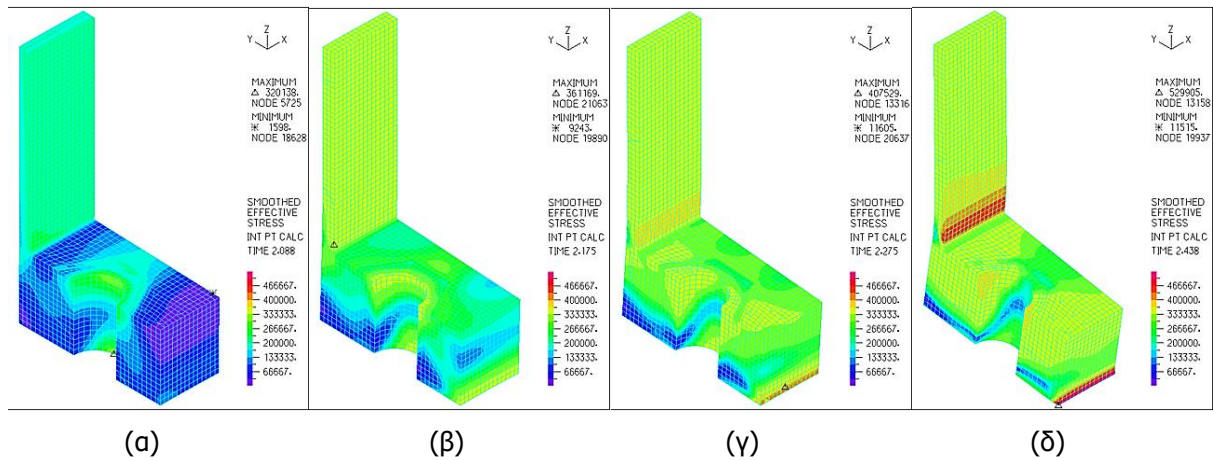 Z
Y X
MAXIMUM
△ 320138.
NODE 5725
MINIMUM
✳ 1598.
NODE 18628
SMOOTHED
EFFECTIVE
STRESS
INT PT CALC
TIME 2.088
466667.
400000.
333333.
266667.
200000.
133333.
66667.
(α)
Z
Y X
MAXIMUM
△ 361169.
NODE 21063
MINIMUM
✳ 9243.
NODE 19890
SMOOTHED
EFFECTIVE
STRESS
INT PT CALC
TIME 2.175
466667.
400000.
333333.
266667.
200000.
133333.
66667.
(β)
Z
Y X
MAXIMUM
△ 407529.
NODE 13316
MINIMUM
✳ 11605.
NODE 20637
SMOOTHED
EFFECTIVE
STRESS
INT PT CALC
TIME 2.275
466667.
400000.
333333.
266667.
200000.
133333.
66667.
(γ)
Z
Y X
MAXIMUM
△ 529905.
NODE 13158
MINIMUM
✳ 11515.
NODE 19937
SMOOTHED
EFFECTIVE
STRESS
INT PT CALC
TIME 2.438
466667.
400000.
333333.
266667.
200000.
133333.
66667.
(δ)